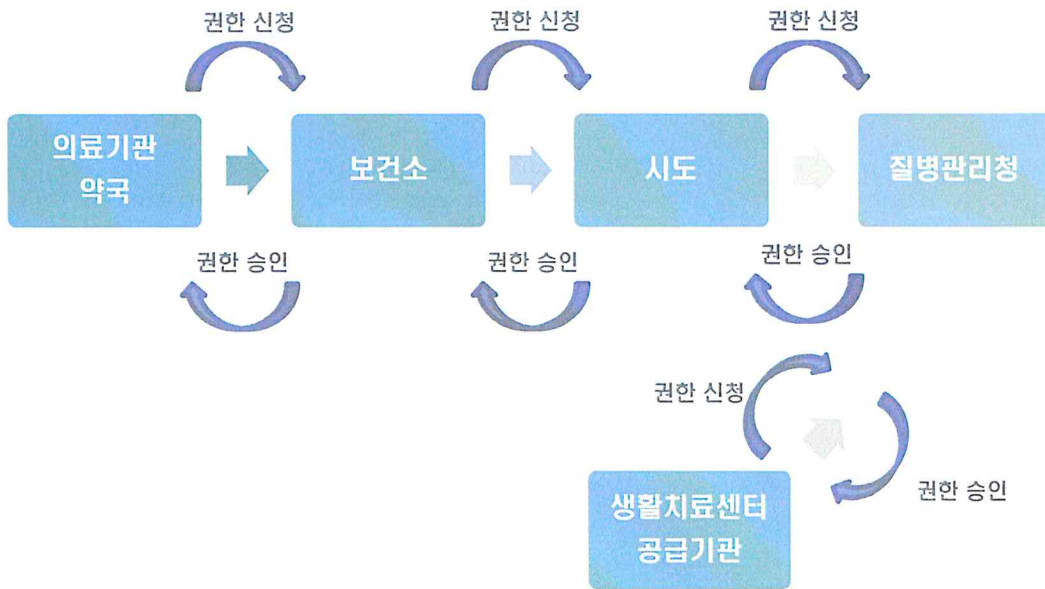 권한 신청
권한 신청
권한 신청
의료기관
약국
보건소
시도
질병관리청
권한 승인
권한 승인
권한 승인
권한 신청
권한 승인
생활치료센터
공급기관